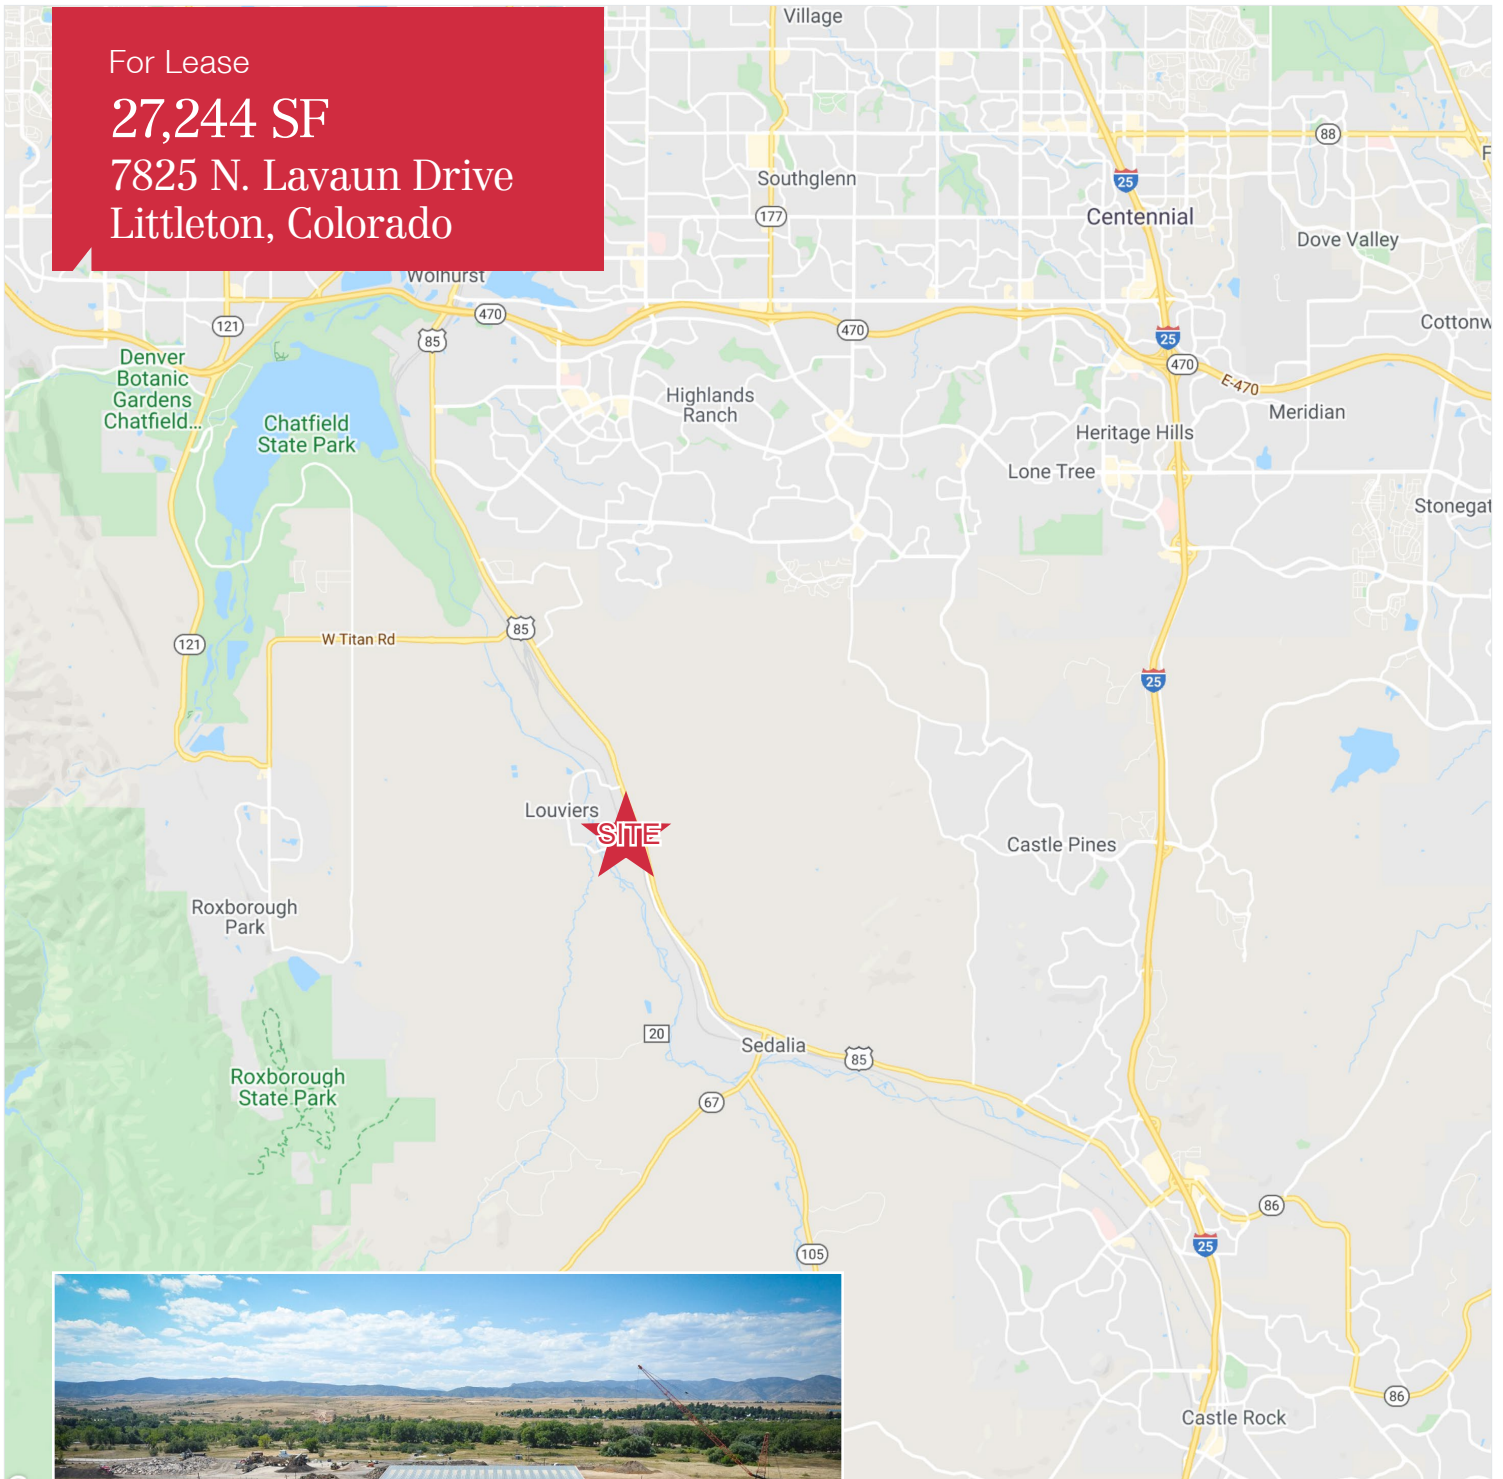 For Lease
27,244 SF
7825 N. Lavaun Drive
Littleton, Colorado
Village
88
Southglenn
25
177
Centennial
Dove Valley
Wolhurst
470
121
85
470
25
470
E-470
Cottonw
Denver
Botanic
Gardens
Chatfield...
Chatfield
State Park
Highlands
Ranch
Meridian
Heritage Hills
Lone Tree
Stonegat
121
W Titan Rd
85
25
Louviers
SITE
Castle Pines
Roxborough
Park
20
Sedalia
85
Roxborough
State Park
67
86
105
25
86
Castle Rock